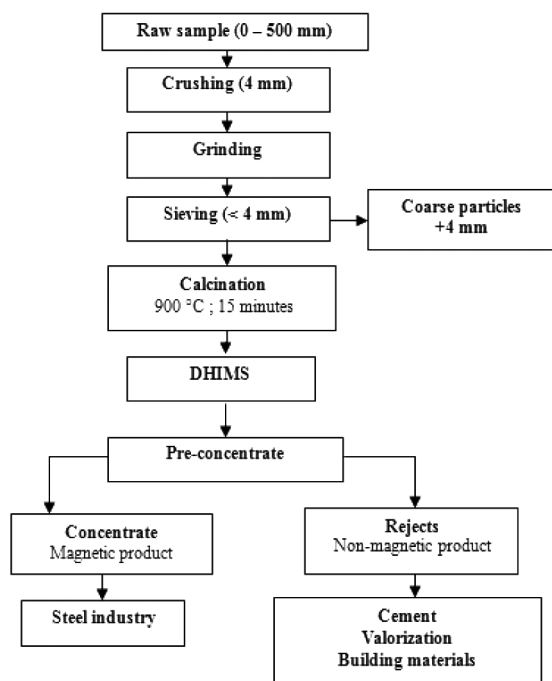 Raw sample (0 – 500 mm)
Crushing (4 mm)
Grinding
Sieving (< 4 mm)
Coarse particles
+4 mm
Calcination
900 °C ; 15 minutes
DHIMS
Pre-concentrate
Concentrate
Magnetic product
Rejects
Non-magnetic product
Steel industry
Cement
Valorization
Building materials